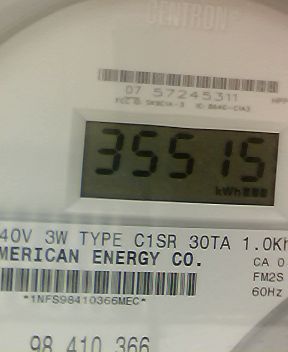 CENTRON
07 57245311
35515
kWh
40V 3W TYPE C1SR 30TA 1.0Kh
MERICAN ENERGY CO.
CA 0
FM2S
60Hz
*1NFS98410366MEC*
98 410 366